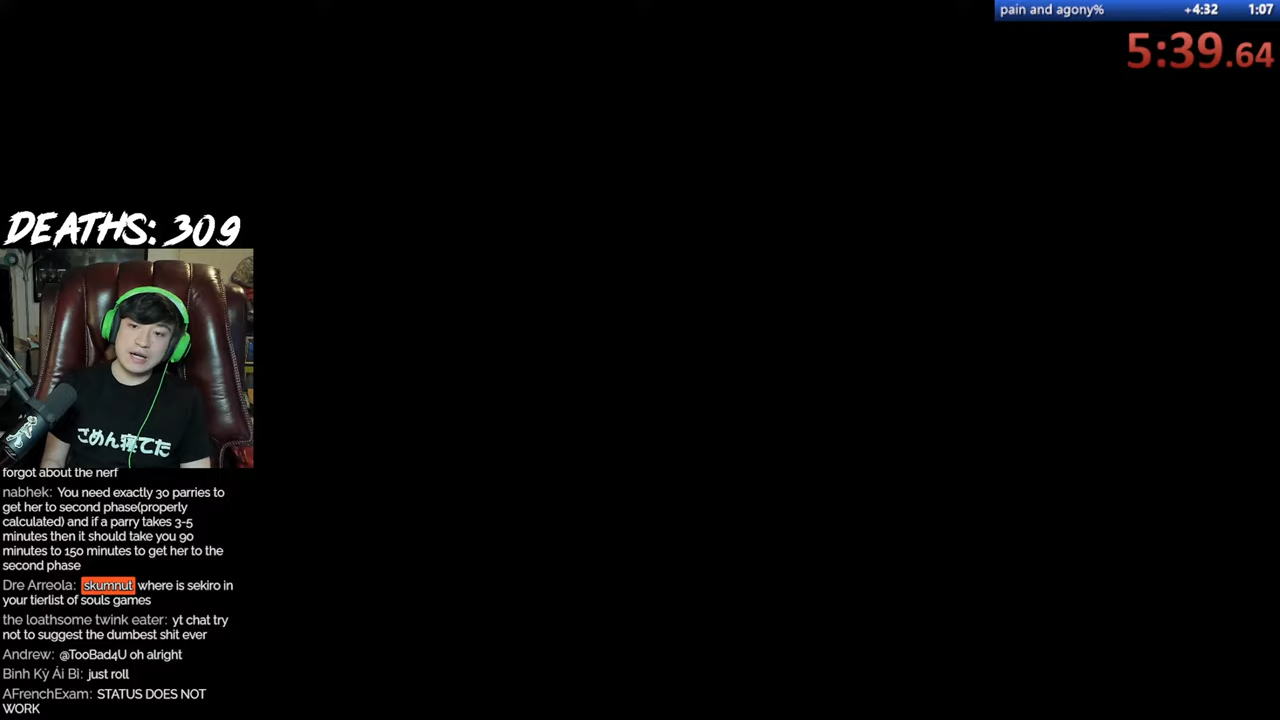 pain and agony% +4:32 1:07
5:39.64
DEATHS: 309
ごめん寝てた
forgot about the nerf
nabhek: You need exactly 30 parries to
get her to second phase(properly
calculated) and if a parry takes 3-5
minutes then it should take you 90
minutes to 150 minutes to get her to the
second phase
Dre Arreola: skumnut where is sekiro in
your tierlist of souls games
the loathsome twink eater: yt chat try
not to suggest the dumbest shit ever
Andrew: @TooBad4U oh alright
Bình Kỳ Ái Bì: just roll
AFrenchExam: STATUS DOES NOT
WORK